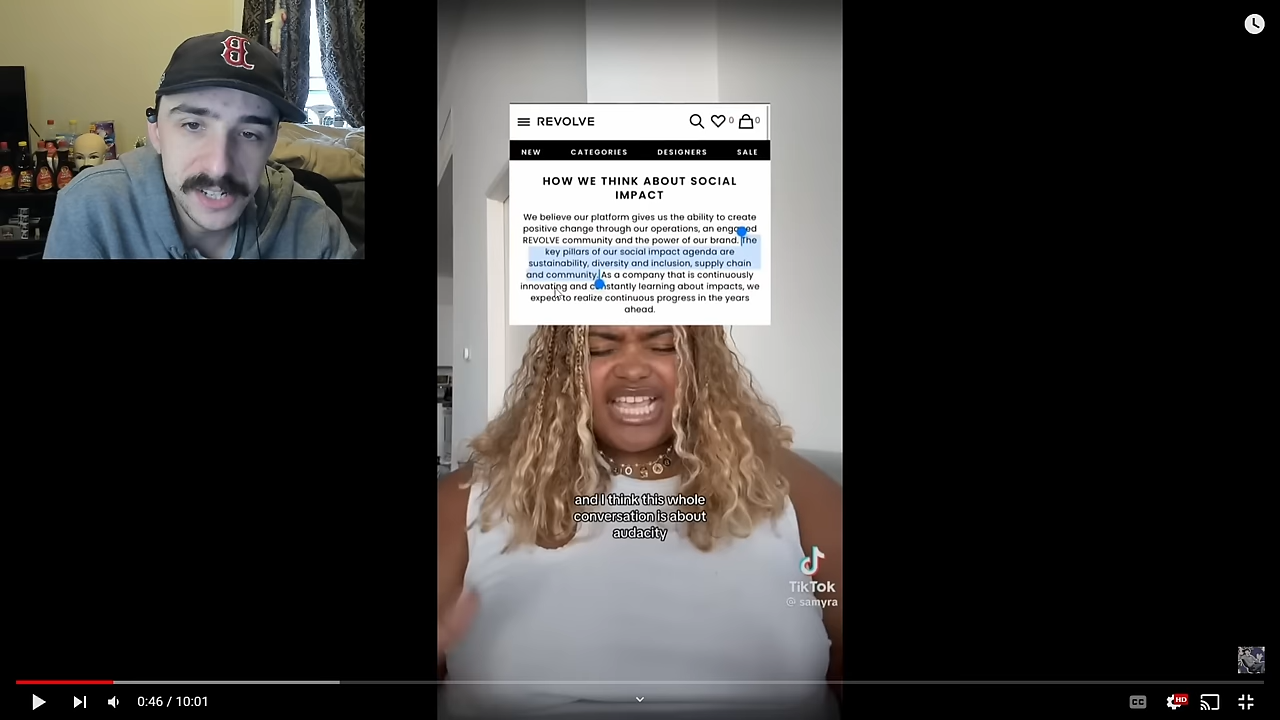 REVOLVE
0
0
NEW CATEGORIES DESIGNERS SALE
HOW WE THINK ABOUT SOCIAL
IMPACT
We believe our platform gives us the ability to create
positive change through our operations, an engaged
REVOLVE community and the power of our brand. The
key pillars of our social impact agenda are
sustainability, diversity and inclusion, supply chain
and community. As a company that is continuously
innovating and constantly learning about impacts, we
expect to realize continuous progress in the years
ahead.
and I think this whole
conversation is about
audacity
TikTok
@ samyra
0:46 / 10:01
CC
HD
B